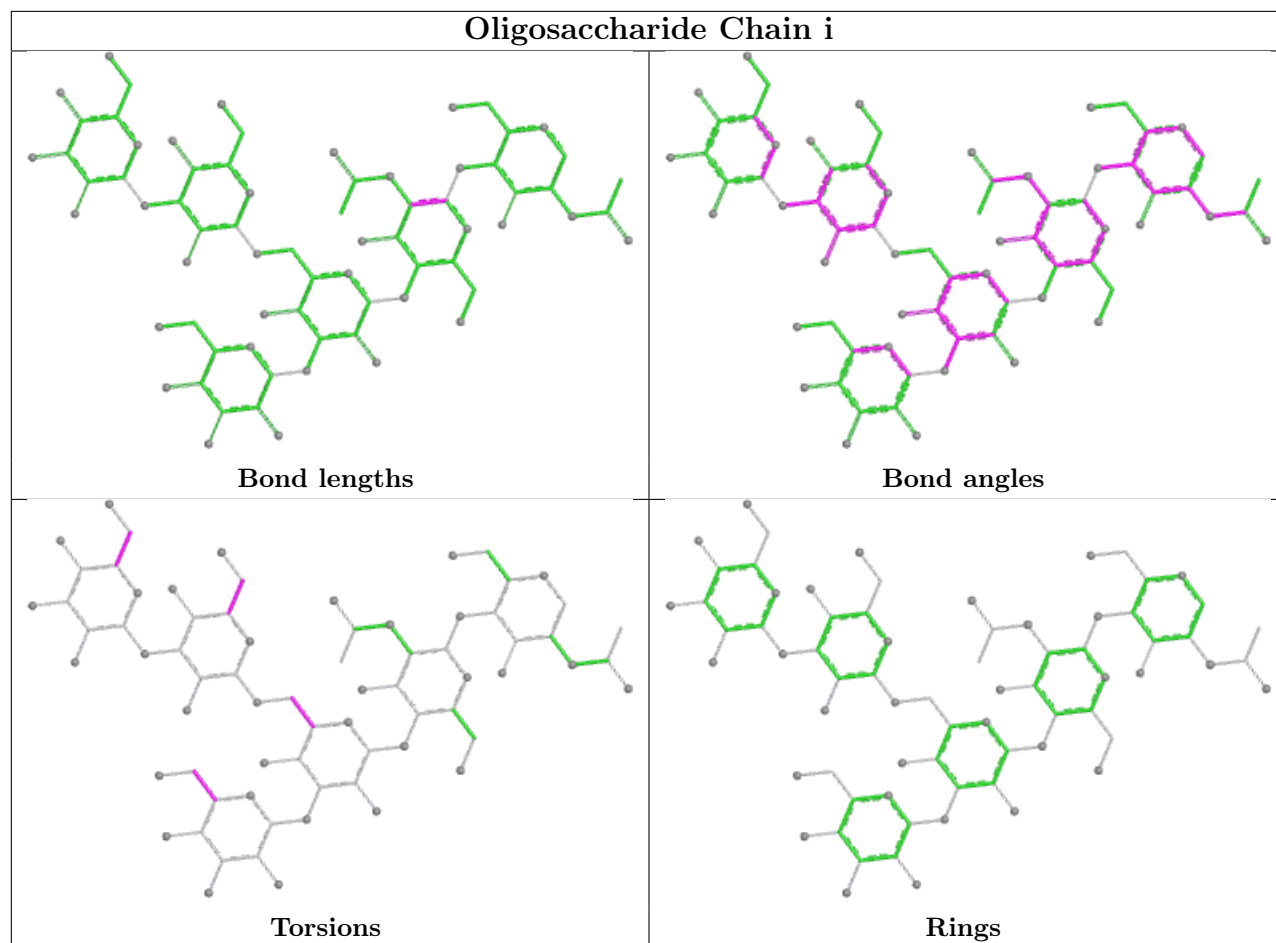 Oligosaccharide Chain i
Bond lengths
Bond angles
Torsions
Rings